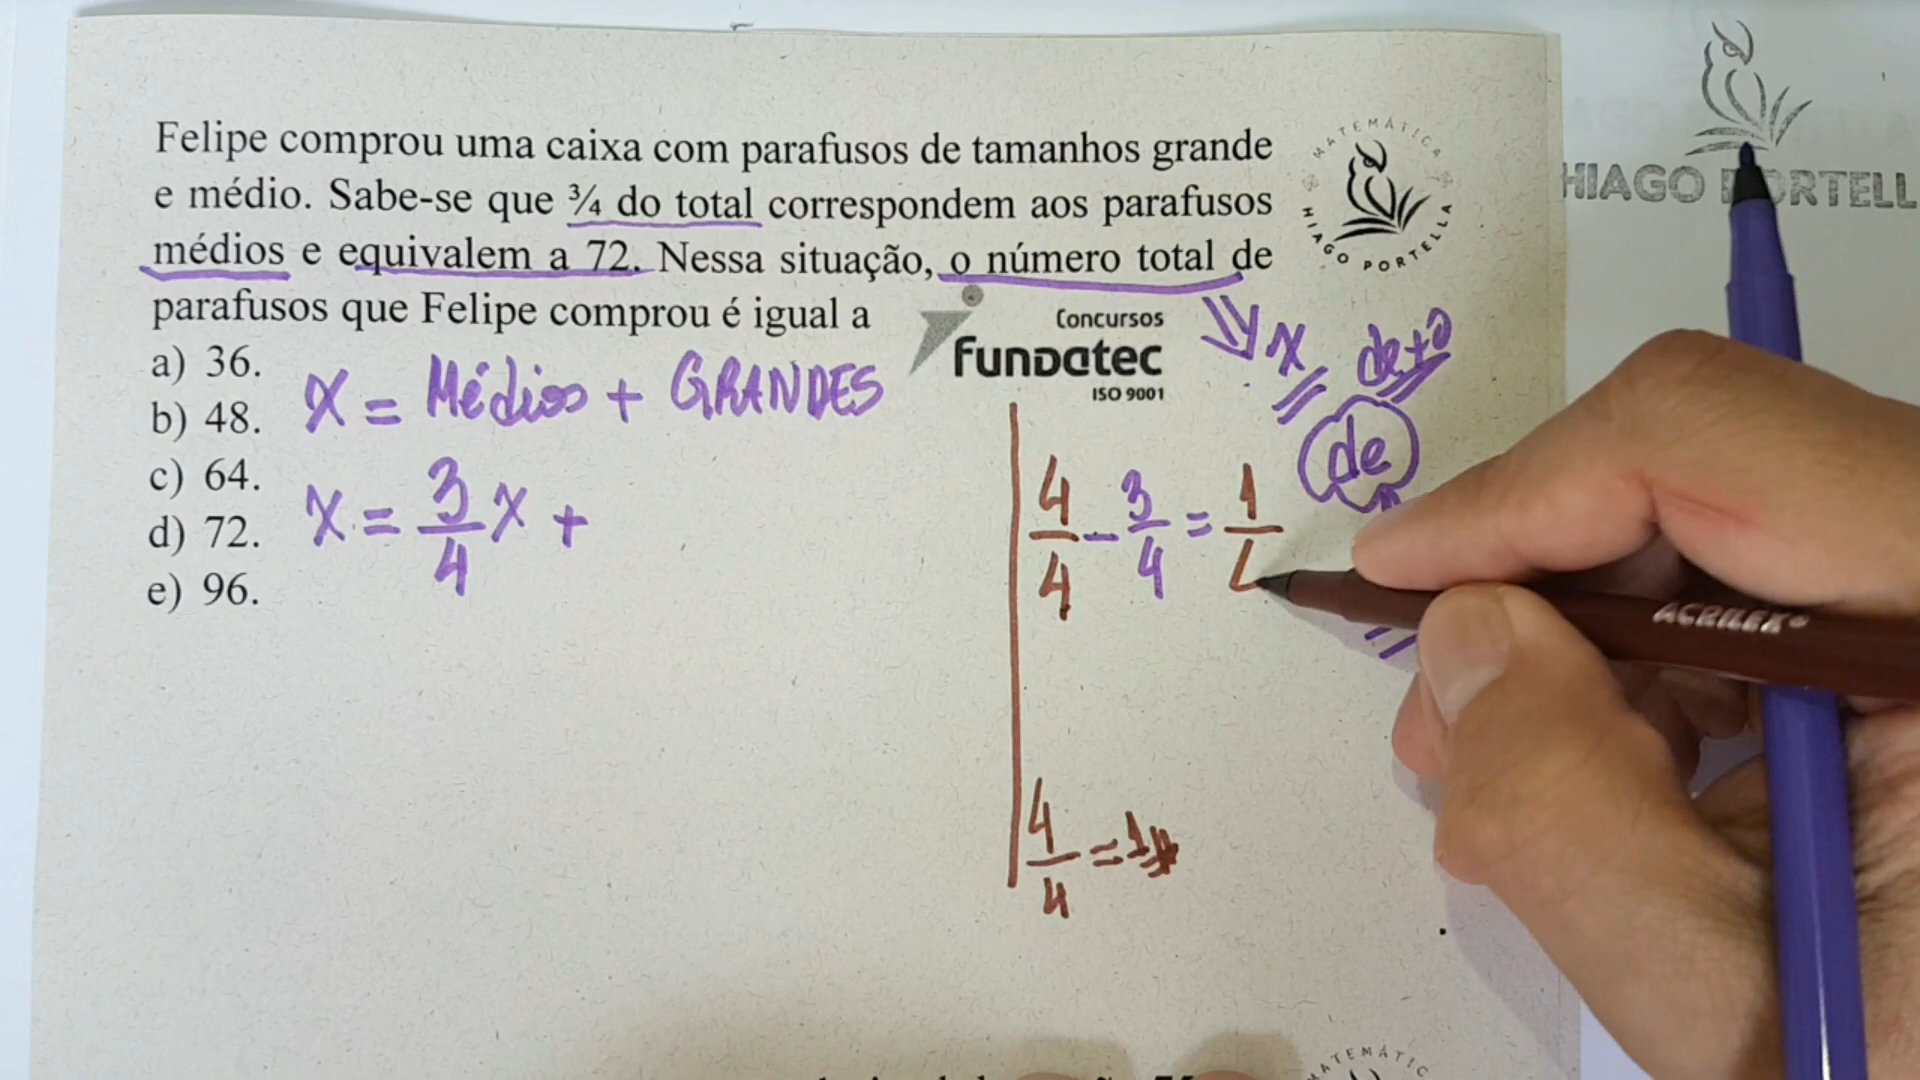 Felipe comprou uma caixa com parafusos de tamanhos grande
e médio. Sabe-se que ¾ do total correspondem aos parafusos
médios e equivalem a 72. Nessa situação, o número total de
parafusos que Felipe comprou é igual a
a) 36.
b) 48.
c) 64.
d) 72.
e) 96.
MATEMÁTICA
HIAGO PORTELLA
HIAGO PORTELL
Concursos
FUNDATEC
ISO 9001
x
de
x = Médios + GRANDES
x = 3/4 x +
4/4 - 3/4 = 1/
4/4 = 1
ACRILEX®
MATEMÁTIC